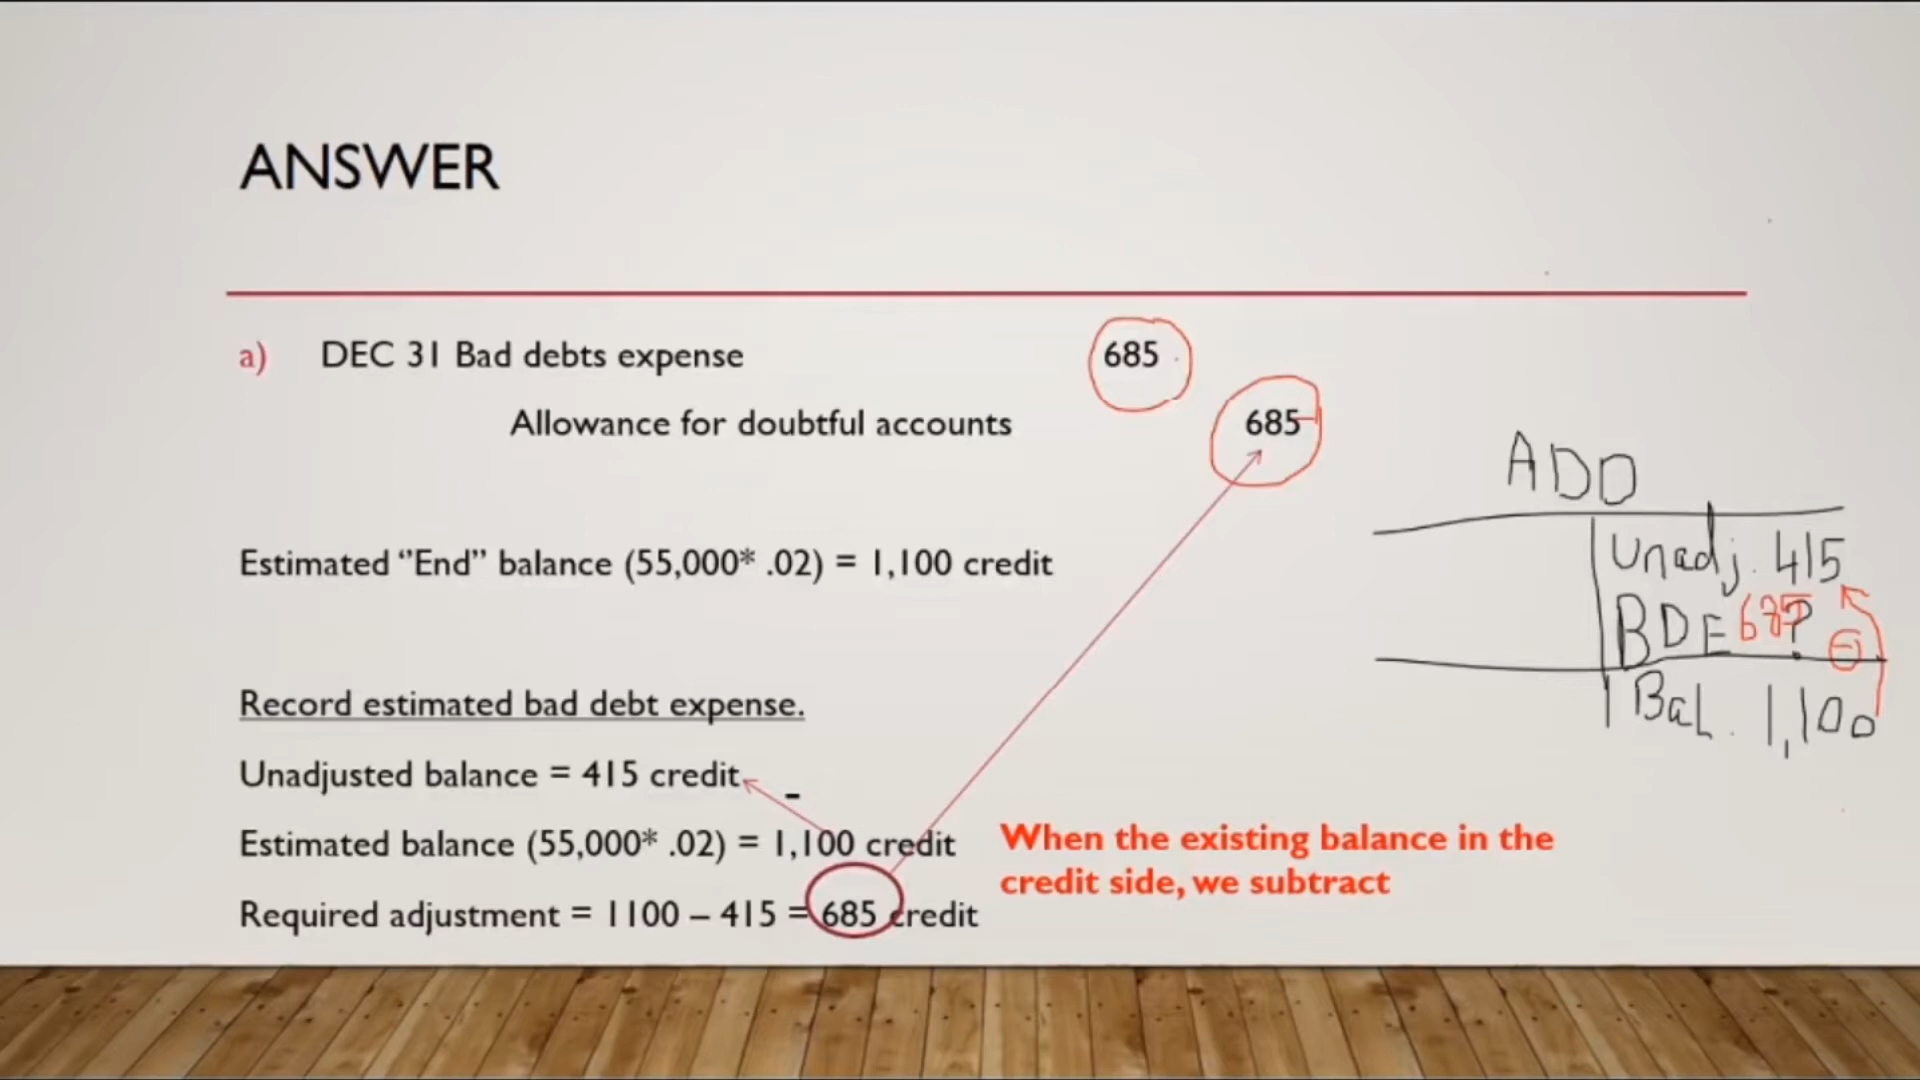 ANSWER
a) DEC 31 Bad debts expense 685
Allowance for doubtful accounts 685
Estimated “End” balance (55,000* .02) = 1,100 credit
Record estimated bad debt expense.
Unadjusted balance = 415 credit
-
Estimated balance (55,000* .02) = 1,100 credit
Required adjustment = 1100 – 415 = 685 credit
When the existing balance in the
credit side, we subtract
ADD
Unadj. 415
BDE 685 ?
Bal. 1,100